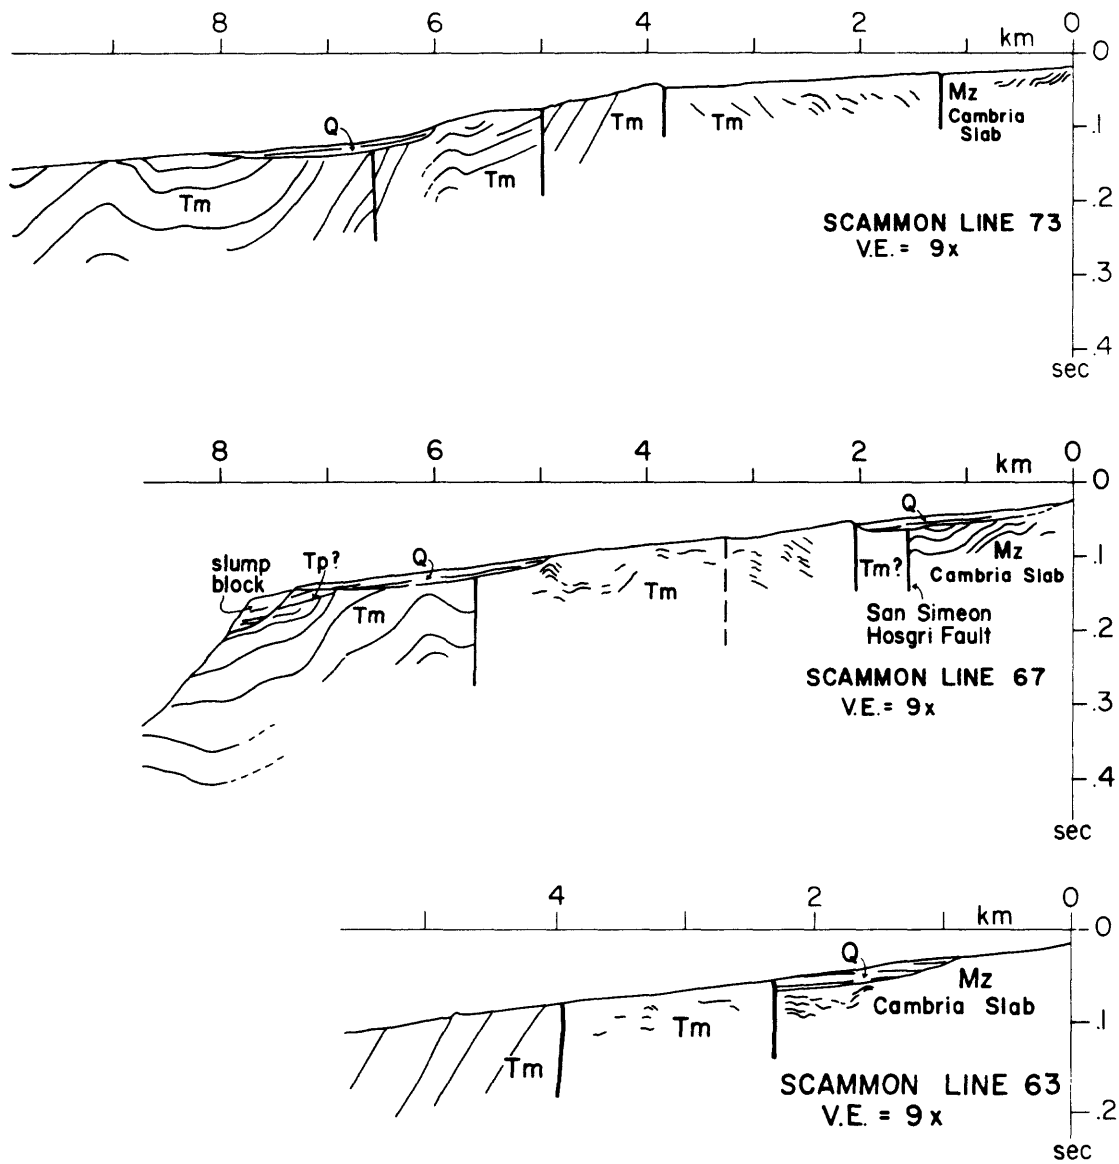 8 6 4 2 0
km
0
Q
Tm
Tm
Tm
Tm
Mz
Cambria
Slab
.1
.2
.3
.4
sec
SCAMMON LINE 73
V.E. = 9x
8 6 4 2 0
km
0
slump
block
Tp?
Q
Tm
Tm
Q
Tm?
Mz
Cambria Slab
San Simeon
Hosgri Fault
.1
.2
.3
.4
sec
SCAMMON LINE 67
V.E. = 9x
4 2 0
km
0
Q
Mz
Cambria Slab
Tm
Tm
.1
.2
sec
SCAMMON LINE 63
V.E. = 9x